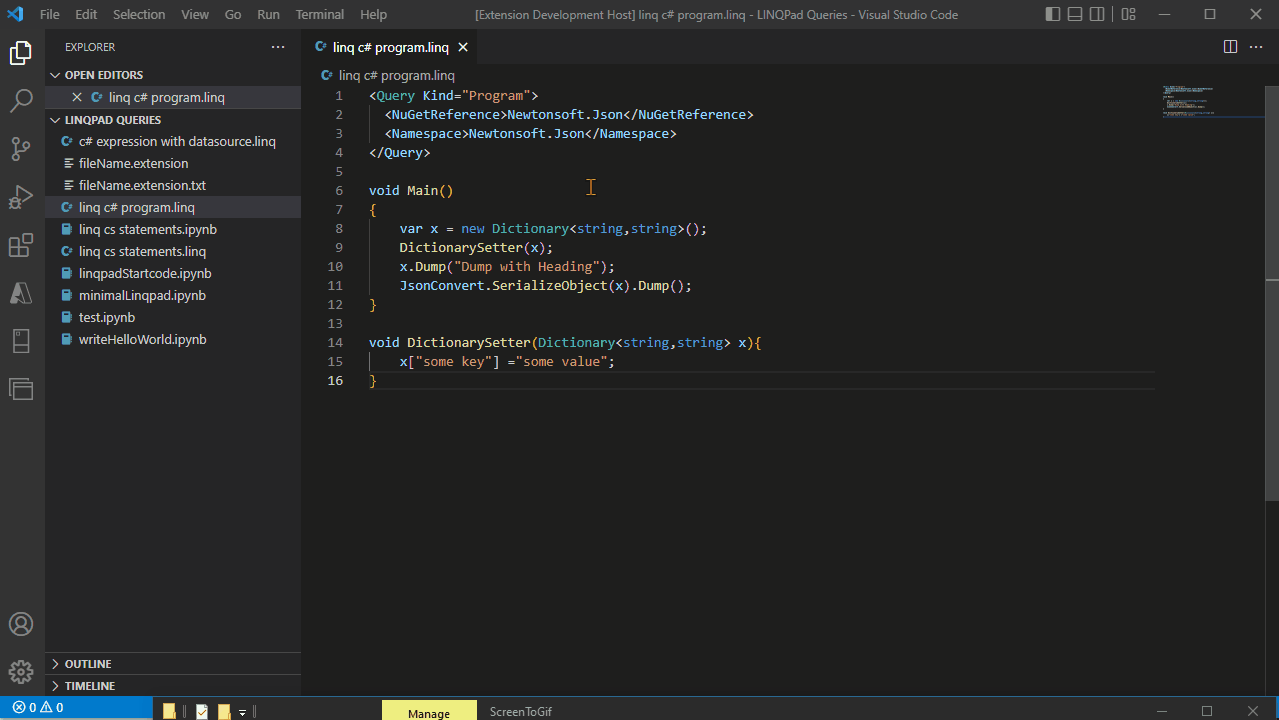 File Edit Selection View Go Run Terminal Help [Extension Development Host] linq c# program.linq - LINQPad Queries - Visual Studio Code
EXPLORER
OPEN EDITORS
linq c# program.linq
LINQPAD QUERIES
c# expression with datasource.linq
fileName.extension
fileName.extension.txt
linq c# program.linq
linq cs statements.ipynb
linq cs statements.linq
linqpadStartcode.ipynb
minimalLinqpad.ipynb
test.ipynb
writeHelloWorld.ipynb
OUTLINE
TIMELINE
linq c# program.linq
linq c# program.linq
1 <Query Kind="Program">
2 <NuGetReference>Newtonsoft.Json</NuGetReference>
3 <Namespace>Newtonsoft.Json</Namespace>
4 </Query>
5
6 void Main()
7 {
8 var x = new Dictionary<string,string>();
9 DictionarySetter(x);
10 x.Dump("Dump with Heading");
11 JsonConvert.SerializeObject(x).Dump();
12 }
13
14 void DictionarySetter(Dictionary<string,string> x){
15 x["some key"] ="some value";
16 }
0 0
Manage ScreenToGif